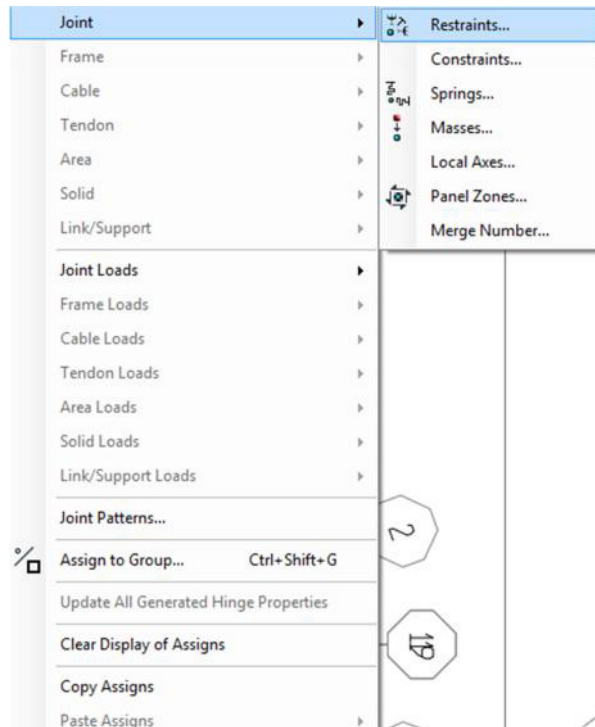 Joint
Frame
Cable
Tendon
Area
Solid
Link/Support
Joint Loads
Frame Loads
Cable Loads
Tendon Loads
Area Loads
Solid Loads
Link/Support Loads
Joint Patterns...
Assign to Group... Ctrl+Shift+G
Update All Generated Hinge Properties
Clear Display of Assigns
Copy Assigns
Paste Assigns
Restraints...
Constraints...
Springs...
Masses...
Local Axes...
Panel Zones...
Merge Number...
2